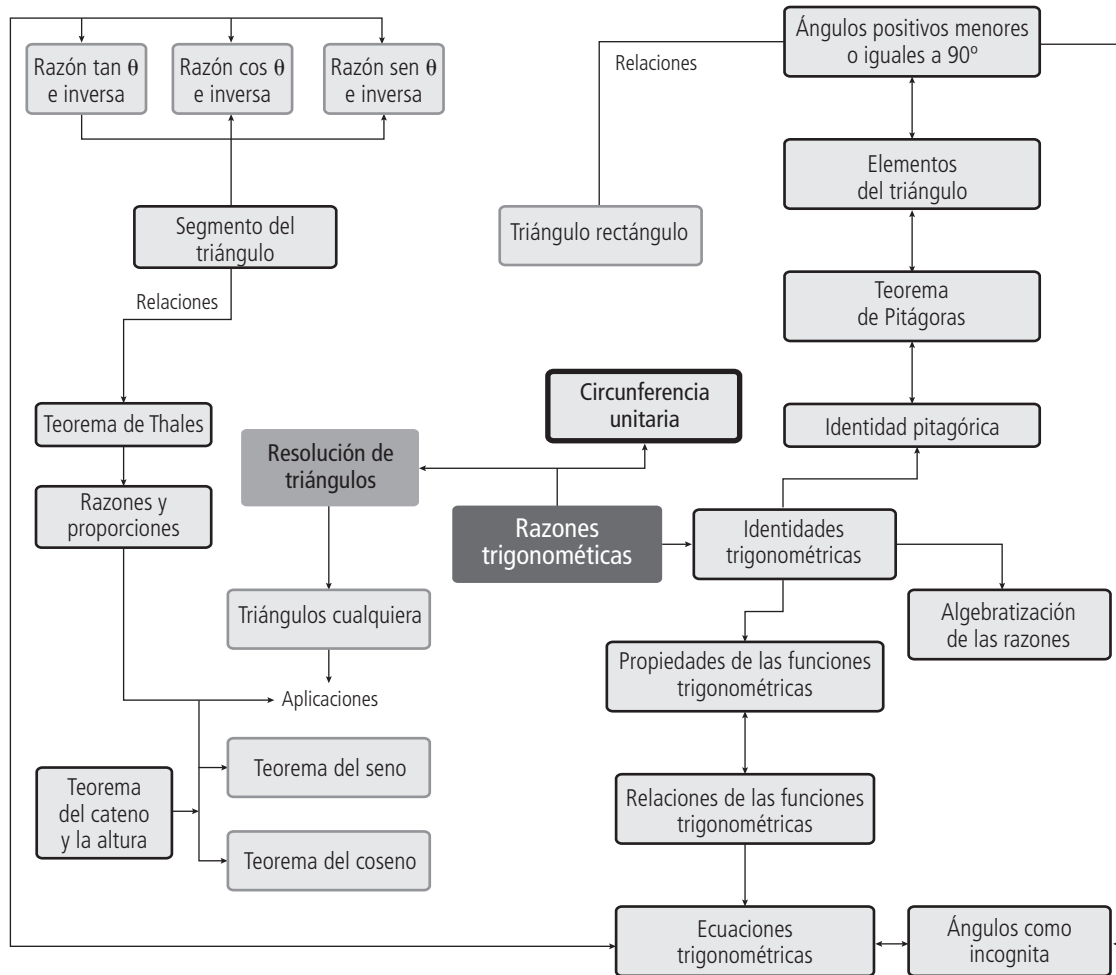 Razón tan θ
e inversa
Razón cos θ
e inversa
Razón sen θ
e inversa
Relaciones
Ángulos positivos menores
o iguales a 90º
Elementos
del triángulo
Segmento del
triángulo
Triángulo rectángulo
Relaciones
Teorema
de Pitágoras
Circunferencia
unitaria
Teorema de Thales
Identidad pitagórica
Resolución de
triángulos
Razones y
proporciones
Razones
trigonométicas
Identidades
trigonométricas
Triángulos cualquiera
Algebratización
de las razones
Propiedades de las funciones
trigonométricas
Aplicaciones
Teorema del seno
Teorema
del cateno
y la altura
Relaciones de las funciones
trigonométricas
Teorema del coseno
Ecuaciones
trigonométricas
Ángulos como
incognita